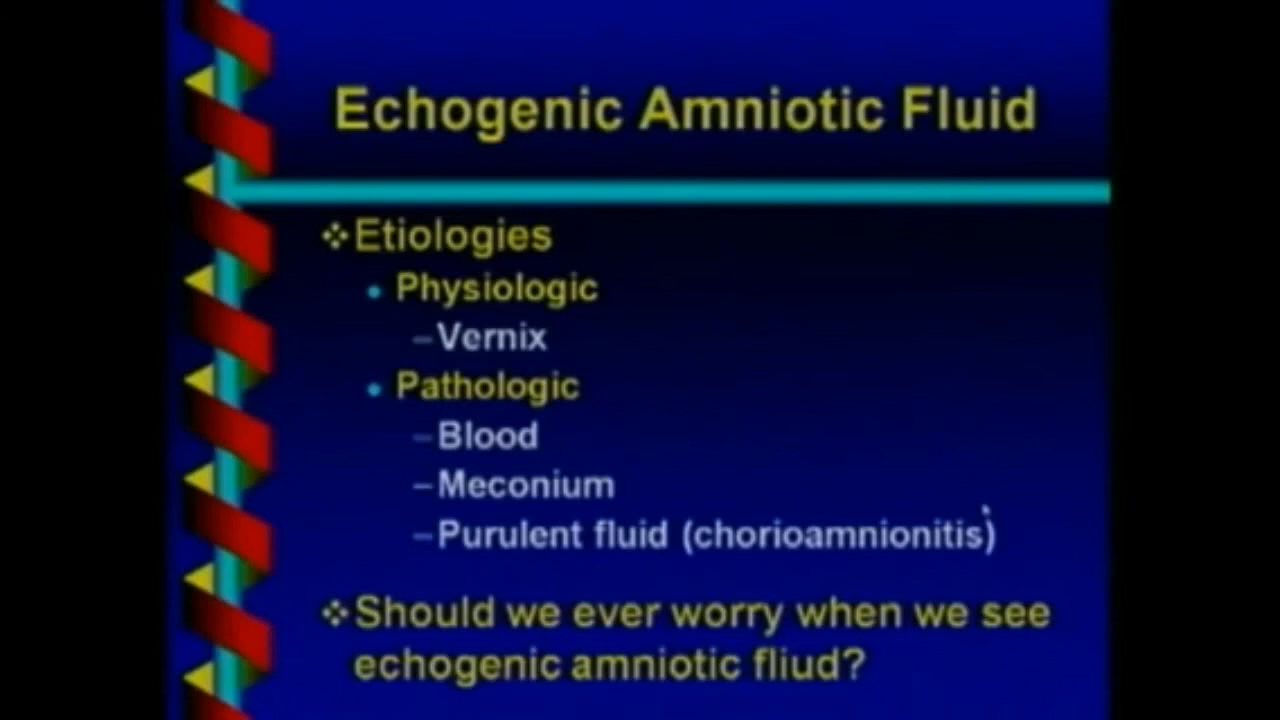 Echogenic Amniotic Fluid
❖Etiologies
• Physiologic
–Vernix
• Pathologic
–Blood
–Meconium
–Purulent fluid (chorioamnionitis)
❖Should we ever worry when we see
echogenic amniotic fliud?